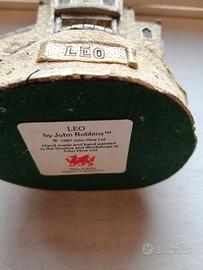 LEO
LEO
by John Robbins™
© 1987 John Hine Ltd
Hand made and hand painted
in the Studios and Workshops of
John Hine Ltd
Subito.it